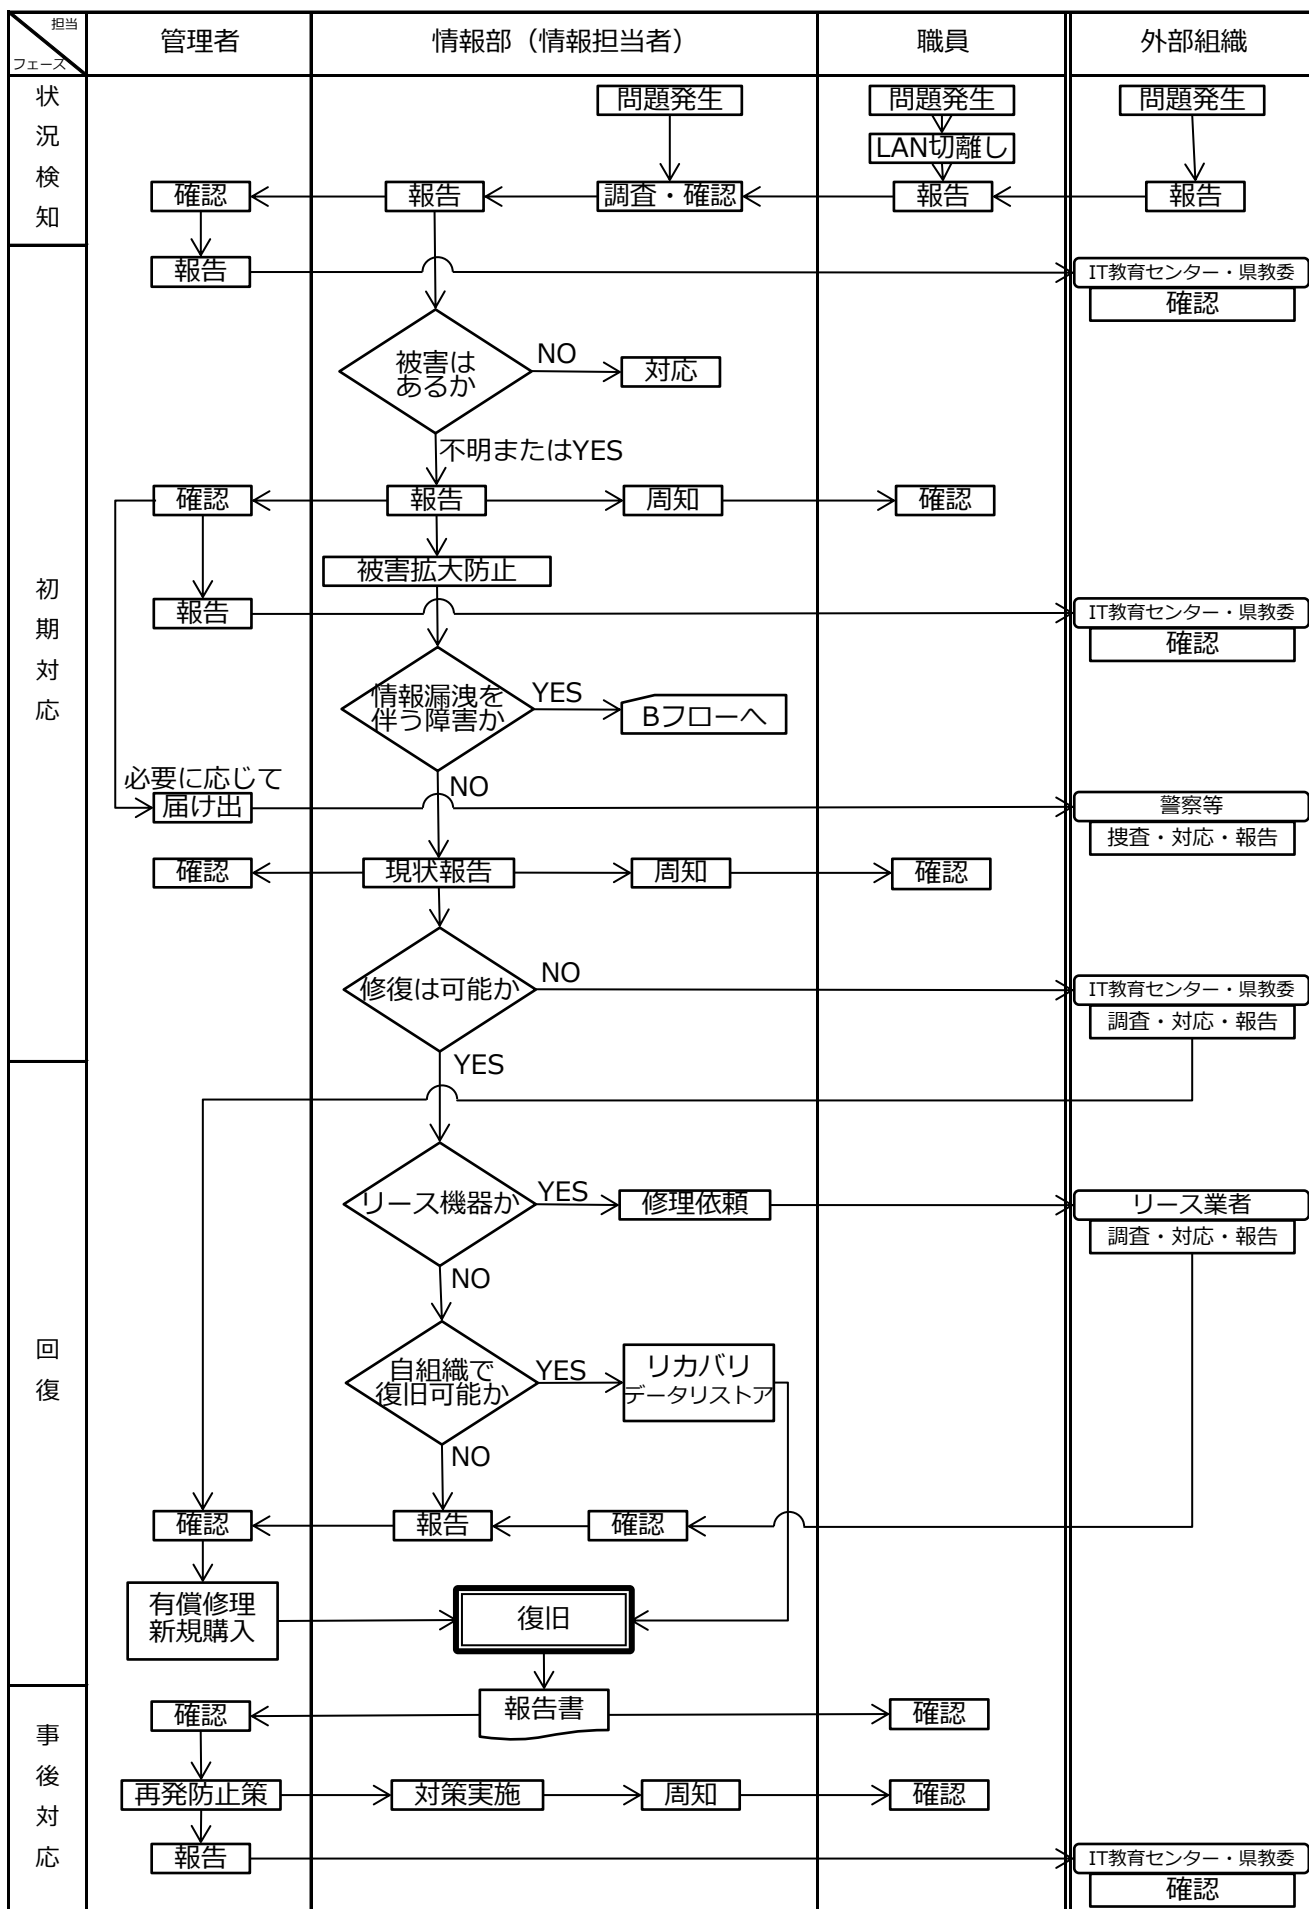 担当
フェーズ
管理者
情報部（情報担当者）
職員
外部組織
状況検知
問題発生
問題発生
問題発生
LAN切離し
確認
報告
調査・確認
報告
報告
初期対応
報告
IT教育センター・県教委
確認
被害は
あるか
NO
対応
不明またはYES
確認
報告
周知
確認
被害拡大防止
報告
IT教育センター・県教委
確認
情報漏洩を
伴う障害か
YES
Bフローへ
NO
必要に応じて
届け出
警察等
捜査・対応・報告
確認
現状報告
周知
確認
修復は可能か
NO
IT教育センター・県教委
調査・対応・報告
YES
回復
リース機器か
YES
修理依頼
リース業者
調査・対応・報告
NO
自組織で
復旧可能か
YES
リカバリ
データリストア
NO
確認
報告
確認
有償修理
新規購入
復旧
事後対応
確認
報告書
確認
再発防止策
対策実施
周知
確認
報告
IT教育センター・県教委
確認